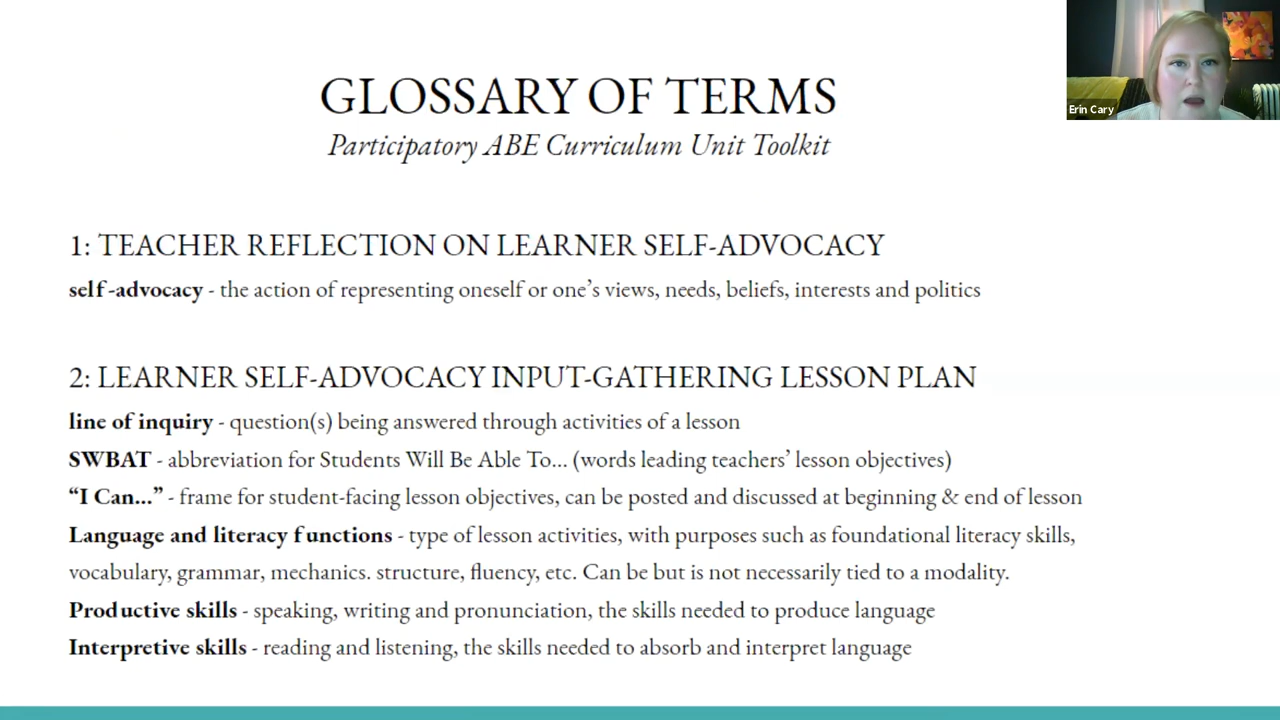 GLOSSARY OF TERMS
Participatory ABE Curriculum Unit Toolkit
Erin Cary
1: TEACHER REFLECTION ON LEARNER SELF-ADVOCACY
self-advocacy - the action of representing oneself or one's views, needs, beliefs, interests and politics
2: LEARNER SELF-ADVOCACY INPUT-GATHERING LESSON PLAN
line of inquiry - question(s) being answered through activities of a lesson
SWBAT - abbreviation for Students Will Be Able To... (words leading teachers' lesson objectives)
“I Can...” - frame for student-facing lesson objectives, can be posted and discussed at beginning & end of lesson
Language and literacy functions - type of lesson activities, with purposes such as foundational literacy skills,
vocabulary, grammar, mechanics. structure, fluency, etc. Can be but is not necessarily tied to a modality.
Productive skills - speaking, writing and pronunciation, the skills needed to produce language
Interpretive skills - reading and listening, the skills needed to absorb and interpret language